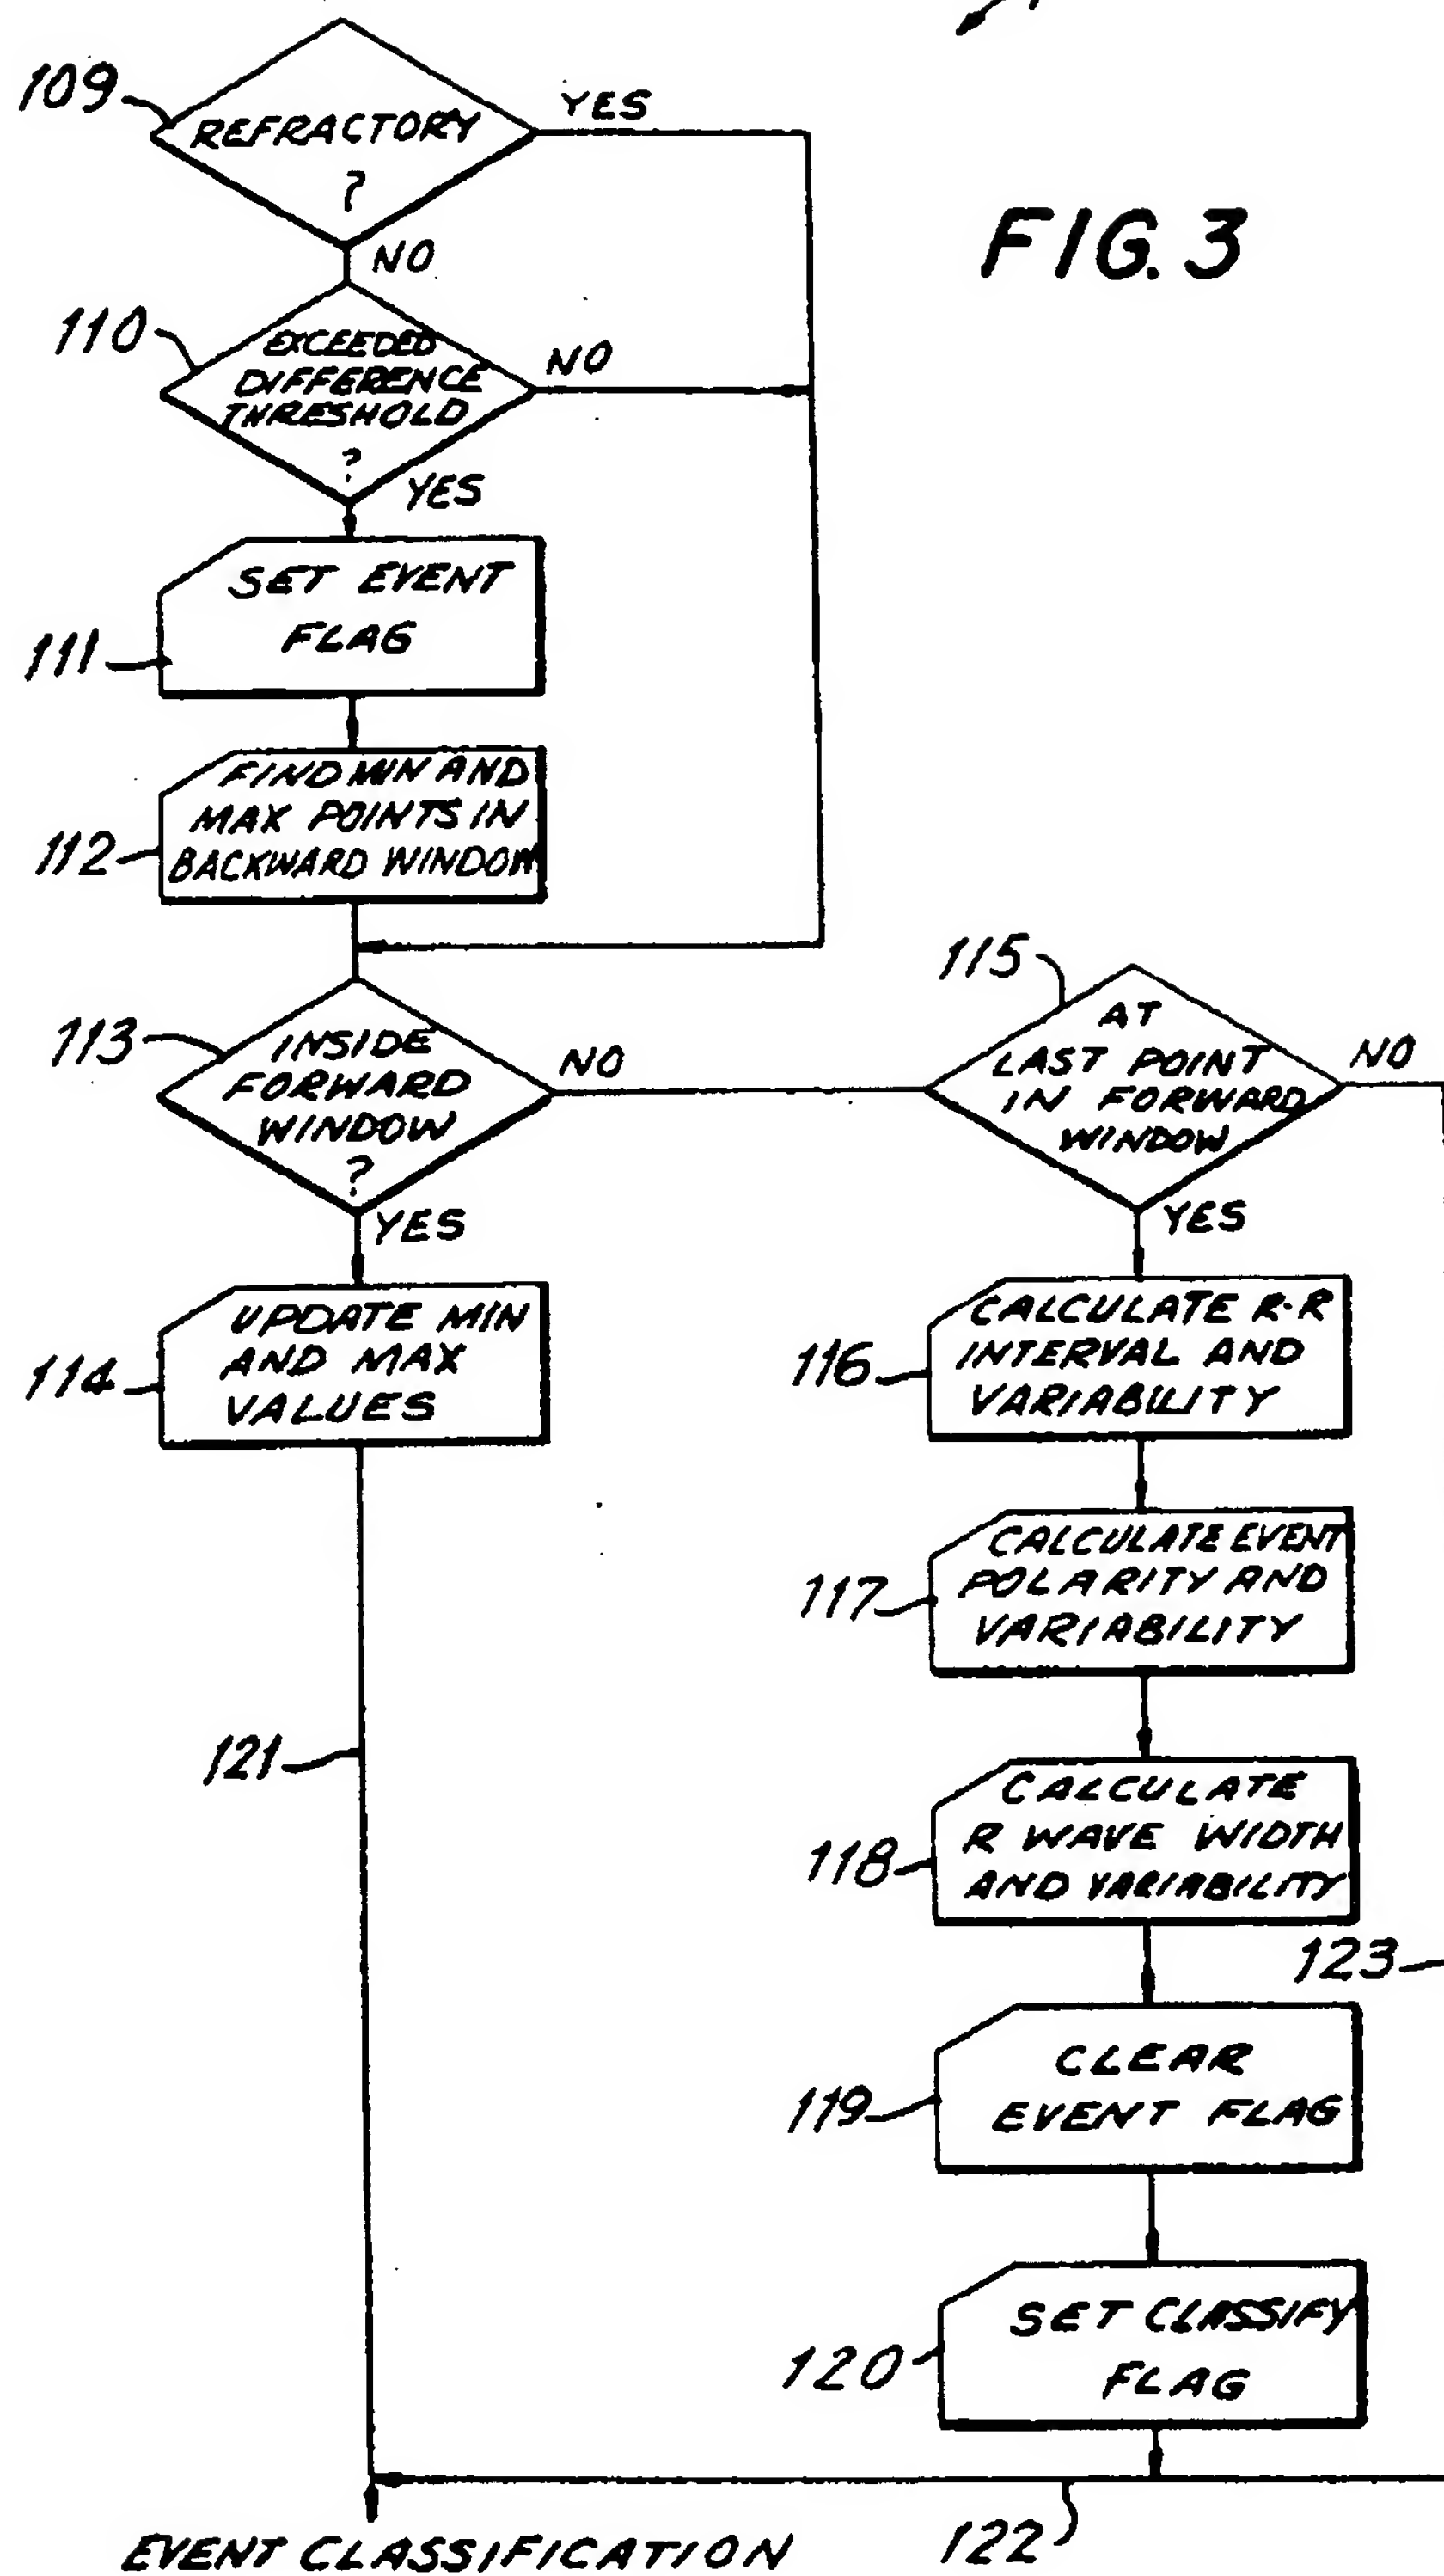 109
REFRACTORY
?
YES
NO
FIG. 3
110
EXCEEDED
DIFFERENCE
THRESHOLD
?
NO
YES
111
SET EVENT
FLAG
112
FIND MIN AND
MAX POINTS IN
BACKWARD WINDOW
113
INSIDE
FORWARD
WINDOW
?
NO
YES
115
AT
LAST POINT
IN FORWARD
WINDOW
NO
YES
114
UPDATE MIN
AND MAX
VALUES
116
CALCULATE R-R
INTERVAL AND
VARIABILITY
117
CALCULATE EVENT
POLARITY AND
VARIABILITY
121
118
CALCULATE
R WAVE WIDTH
AND VARIABILITY
123
119
CLEAR
EVENT FLAG
120
SET CLASSIFY
FLAG
122
EVENT CLASSIFICATION